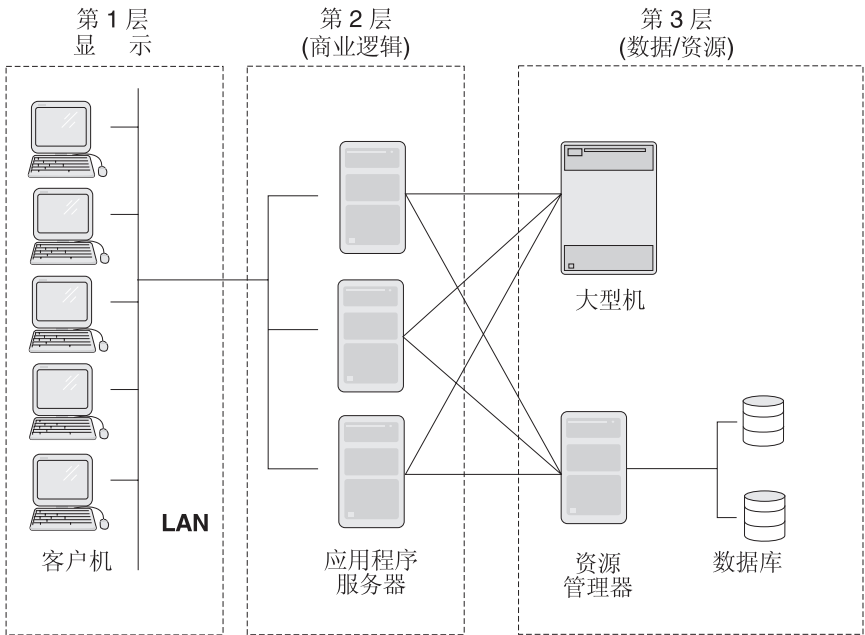 第 1 层
显 示
第 2 层
(商业逻辑)
第 3 层
(数据/资源)
大型机
LAN
客户机
应用程序
服务器
资源
管理器
数据库